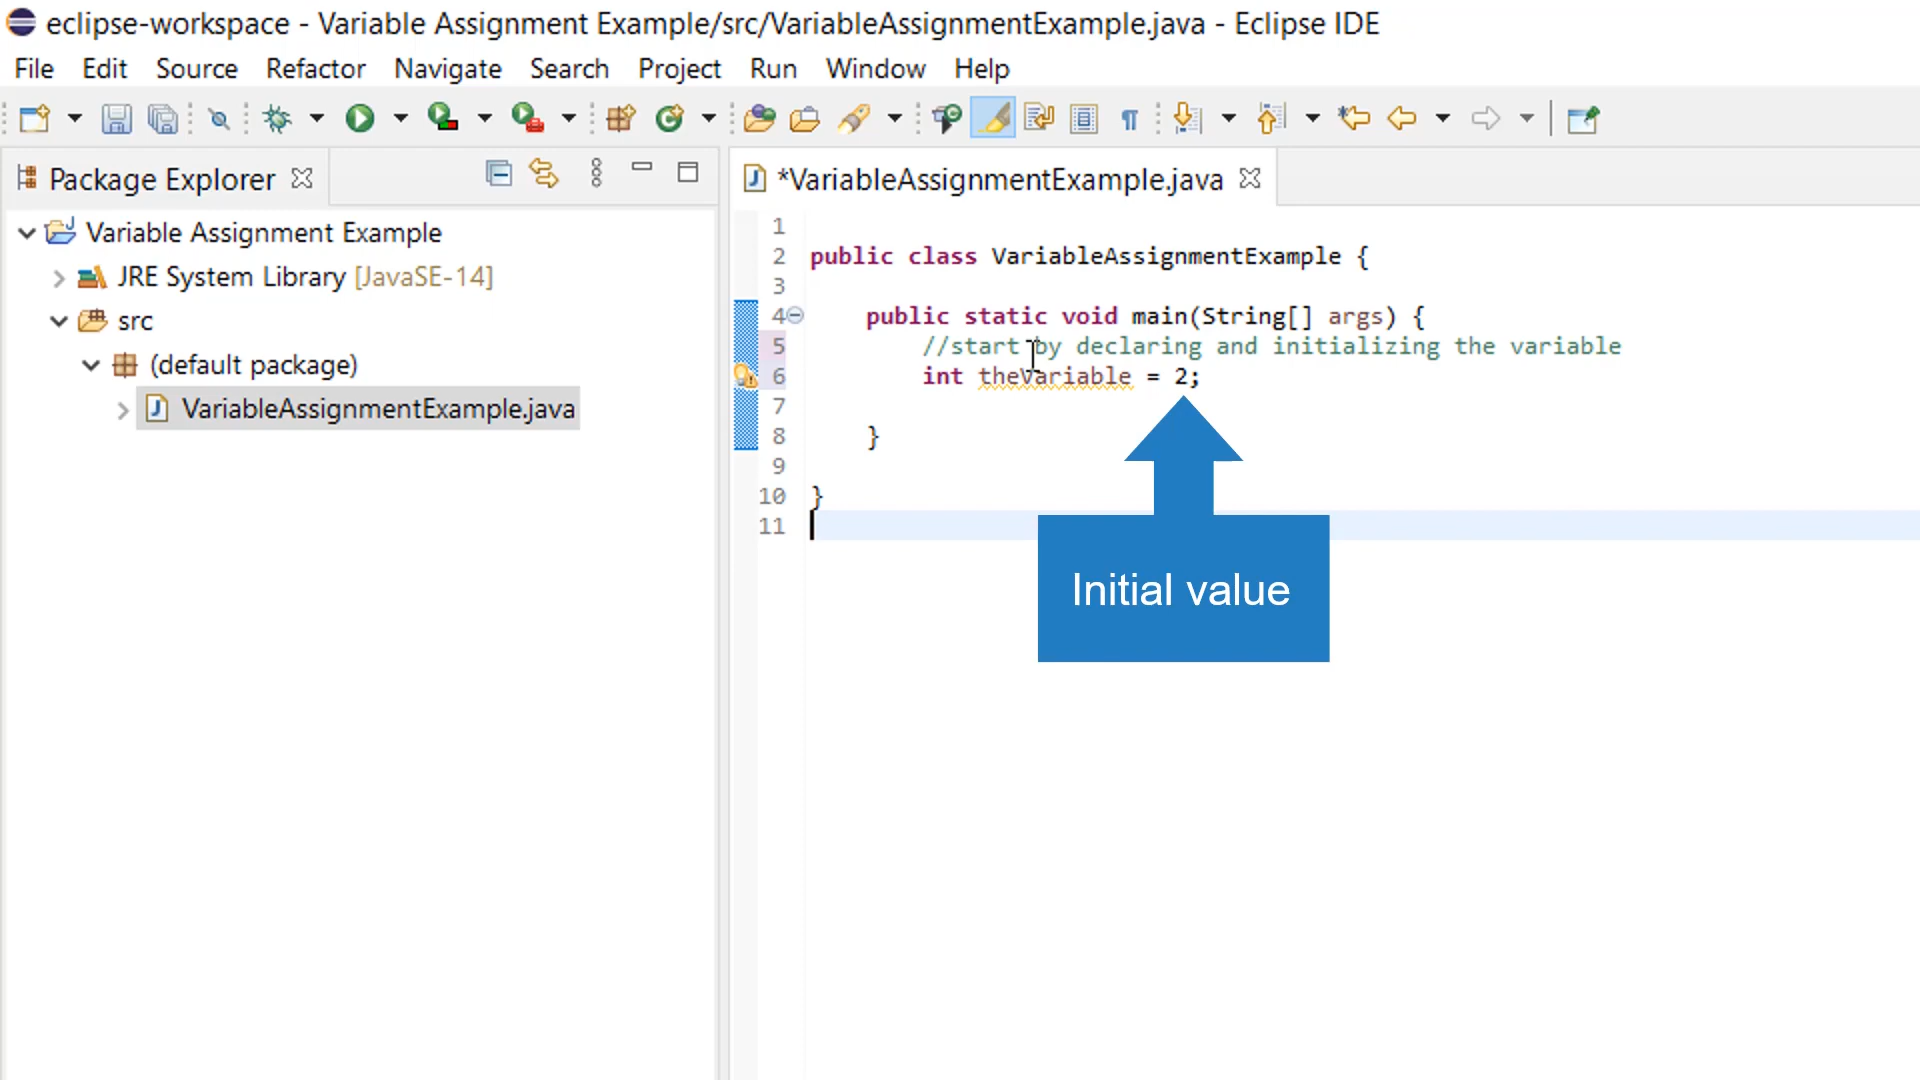 eclipse-workspace - Variable Assignment Example/src/VariableAssignmentExample.java - Eclipse IDE
File Edit Source Refactor Navigate Search Project Run Window Help
Package Explorer
Variable Assignment Example
JRE System Library [JavaSE-14]
src
(default package)
VariableAssignmentExample.java
*VariableAssignmentExample.java
1
2 public class VariableAssignmentExample {
3
4 public static void main(String[] args) {
5 //start by declaring and initializing the variable
6 int theVariable = 2;
7
8 }
9
10 }
11
Initial value